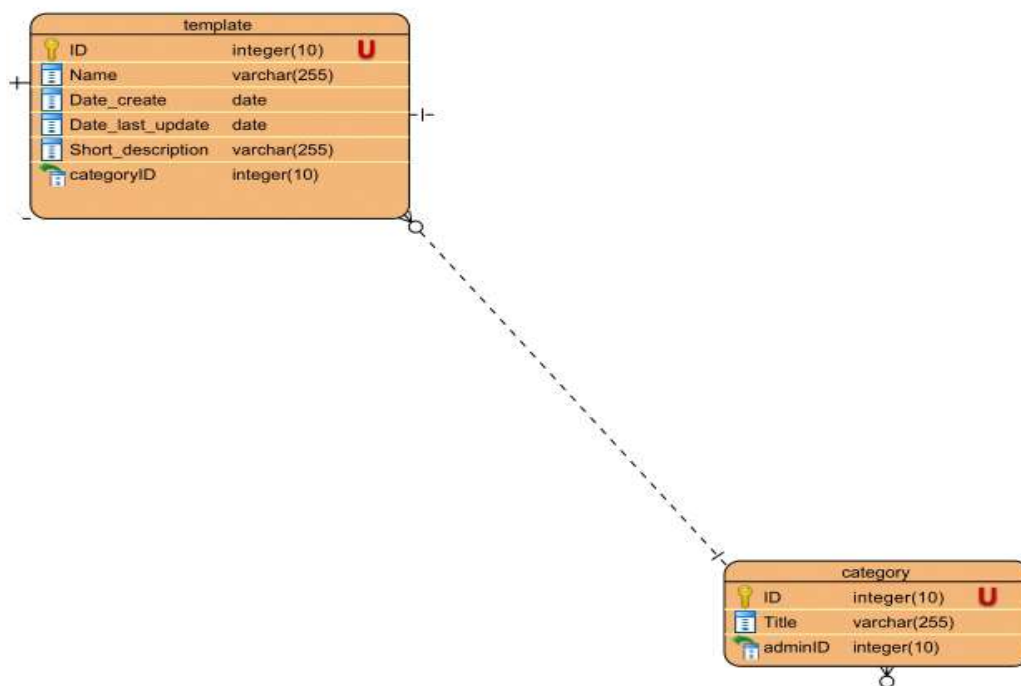 template
ID integer(10) U
Name varchar(255)
Date_create date
Date_last_update date
Short_description varchar(255)
categoryID integer(10)
category
ID integer(10) U
Title varchar(255)
adminID integer(10)